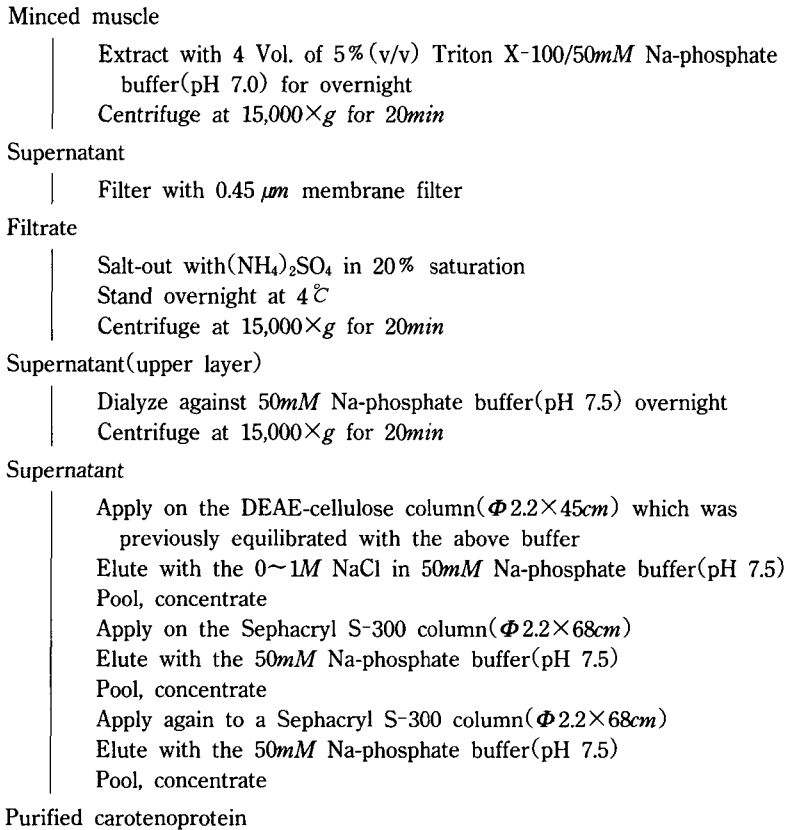 Minced muscle
Extract with 4 Vol. of 5%(v/v) Triton X-100/50mM Na-phosphate
buffer(pH 7.0) for overnight
Centrifuge at 15,000×g for 20min
Supernatant
Filter with 0.45 μm membrane filter
Filtrate
Salt-out with(NH₄)₂SO₄ in 20% saturation
Stand overnight at 4℃
Centrifuge at 15,000×g for 20min
Supernatant(upper layer)
Dialyze against 50mM Na-phosphate buffer(pH 7.5) overnight
Centrifuge at 15,000×g for 20min
Supernatant
Apply on the DEAE-cellulose column(Φ2.2×45cm) which was
previously equilibrated with the above buffer
Elute with the 0~1M NaCl in 50mM Na-phosphate buffer(pH 7.5)
Pool, concentrate
Apply on the Sephacryl S-300 column(Φ2.2×68cm)
Elute with the 50mM Na-phosphate buffer(pH 7.5)
Pool, concentrate
Apply again to a Sephacryl S-300 column(Φ2.2×68cm)
Elute with the 50mM Na-phosphate buffer(pH 7.5)
Pool, concentrate
Purified carotenoprotein